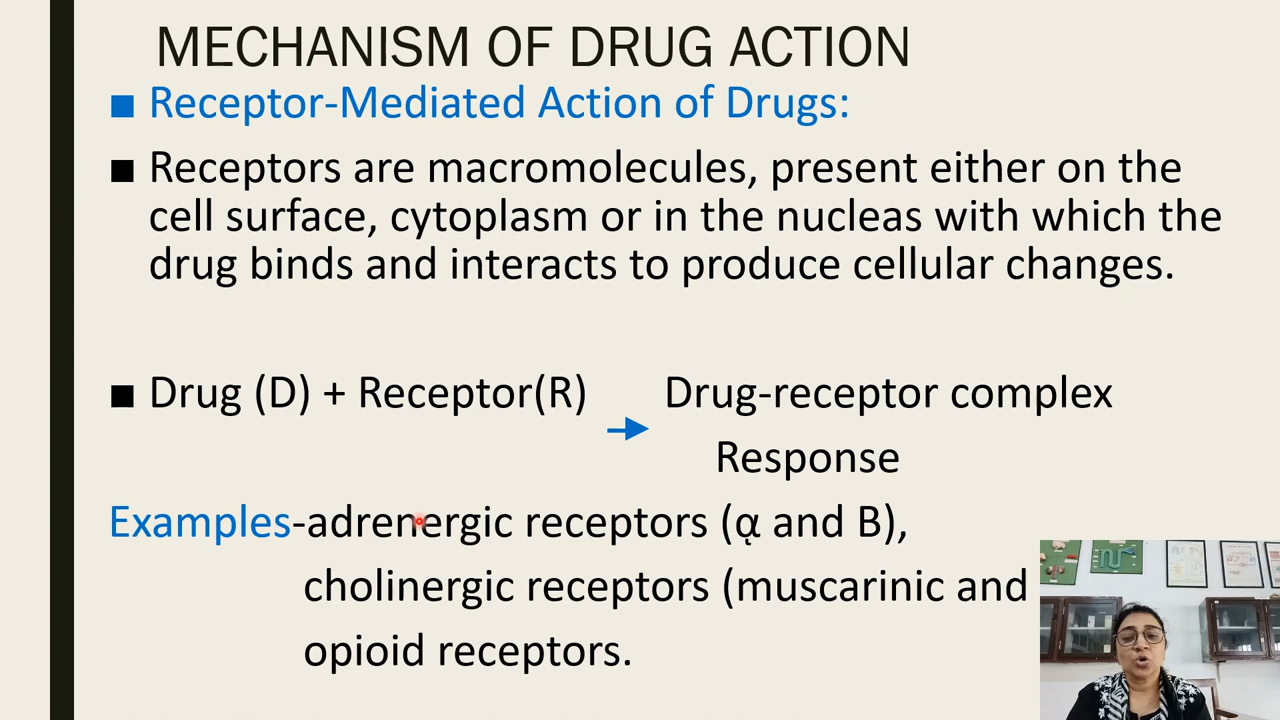 MECHANISM OF DRUG ACTION
■ Receptor-Mediated Action of Drugs:
■ Receptors are macromolecules, present either on the
cell surface, cytoplasm or in the nucleas with which the
drug binds and interacts to produce cellular changes.
■ Drug (D) + Receptor(R) Drug-receptor complex
Response
Examples-adrenergic receptors (ᾳ and B),
cholinergic receptors (muscarinic and
opioid receptors.